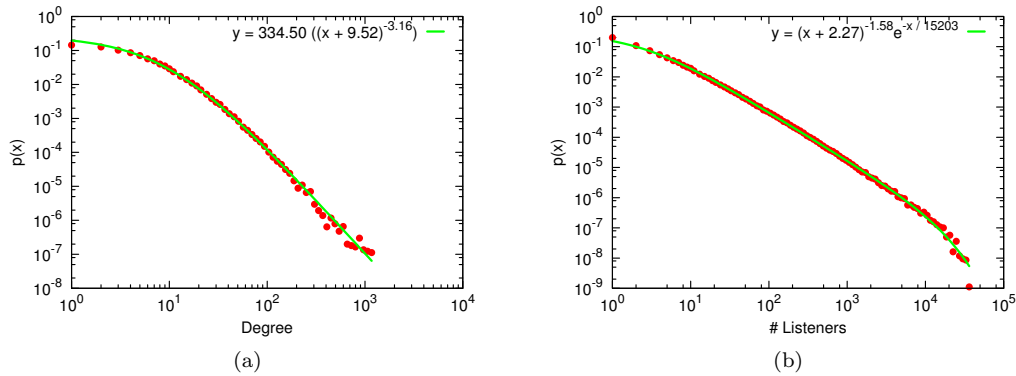 y = 334.50 ((x + 9.52)^-3.16)
10^0
10^-1
10^-2
10^-3
10^-4
10^-5
10^-6
10^-7
10^-8
p(x)
10^0 10^1 10^2 10^3 10^4
Degree
(a)
y = (x + 2.27)^-1.58 e^-x / 15203
10^0
10^-1
10^-2
10^-3
10^-4
10^-5
10^-6
10^-7
10^-8
10^-9
p(x)
10^0 10^1 10^2 10^3 10^4 10^5
# Listeners
(b)